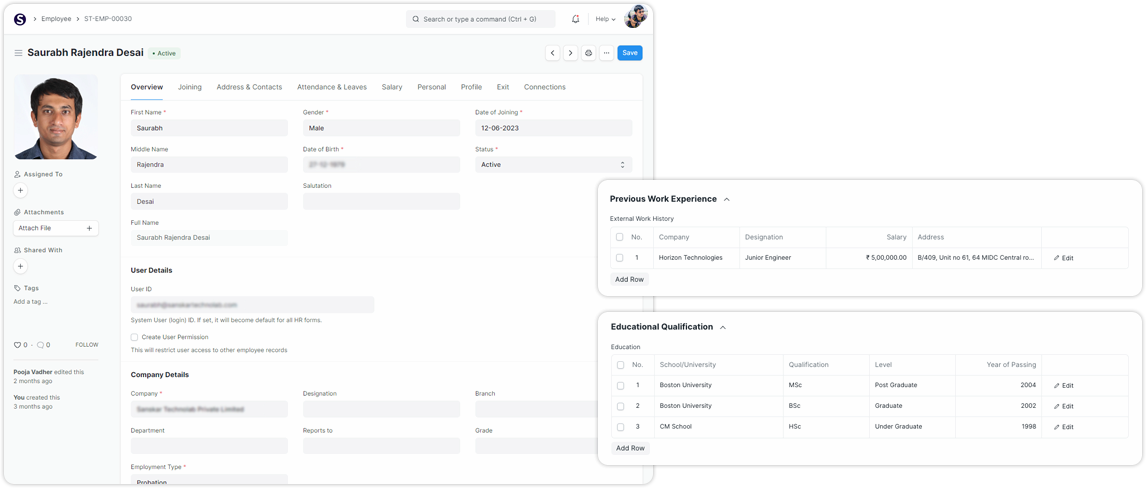 S > Employee > ST-EMP-00030
Search or type a command (Ctrl + G)
Help
Saurabh Rajendra Desai
• Active
...
Save
Assigned To
+
Attachments
Attach File +
Shared With
+
Tags
Add a tag ...
0 · 0 FOLLOW
Pooja Vadher edited this
2 months ago
You created this
3 months ago
Overview Joining Address & Contacts Attendance & Leaves Salary Personal Profile Exit Connections
First Name * Gender * Date of Joining *
Saurabh Male 12-06-2023
Middle Name Date of Birth * Status *
Rajendra Active
Last Name Salutation
Desai
Full Name
Saurabh Rajendra Desai
User Details
User ID
System User (login) ID. If set, it will become default for all HR forms.
Create User Permission
This will restrict user access to other employee records
Company Details
Company * Designation Branch
Department Reports to Grade
Employment Type *
Probation
Previous Work Experience
External Work History
No. Company Designation Salary Address
1 Horizon Technologies Junior Engineer ₹ 5,00,000.00 B/409, Unit no 61, 64 MIDC Central ro... Edit
Add Row
Educational Qualification
Education
No. School/University Qualification Level Year of Passing
1 Boston University MSc Post Graduate 2004 Edit
2 Boston University BSc Graduate 2002 Edit
3 CM School HSc Under Graduate 1998 Edit
Add Row